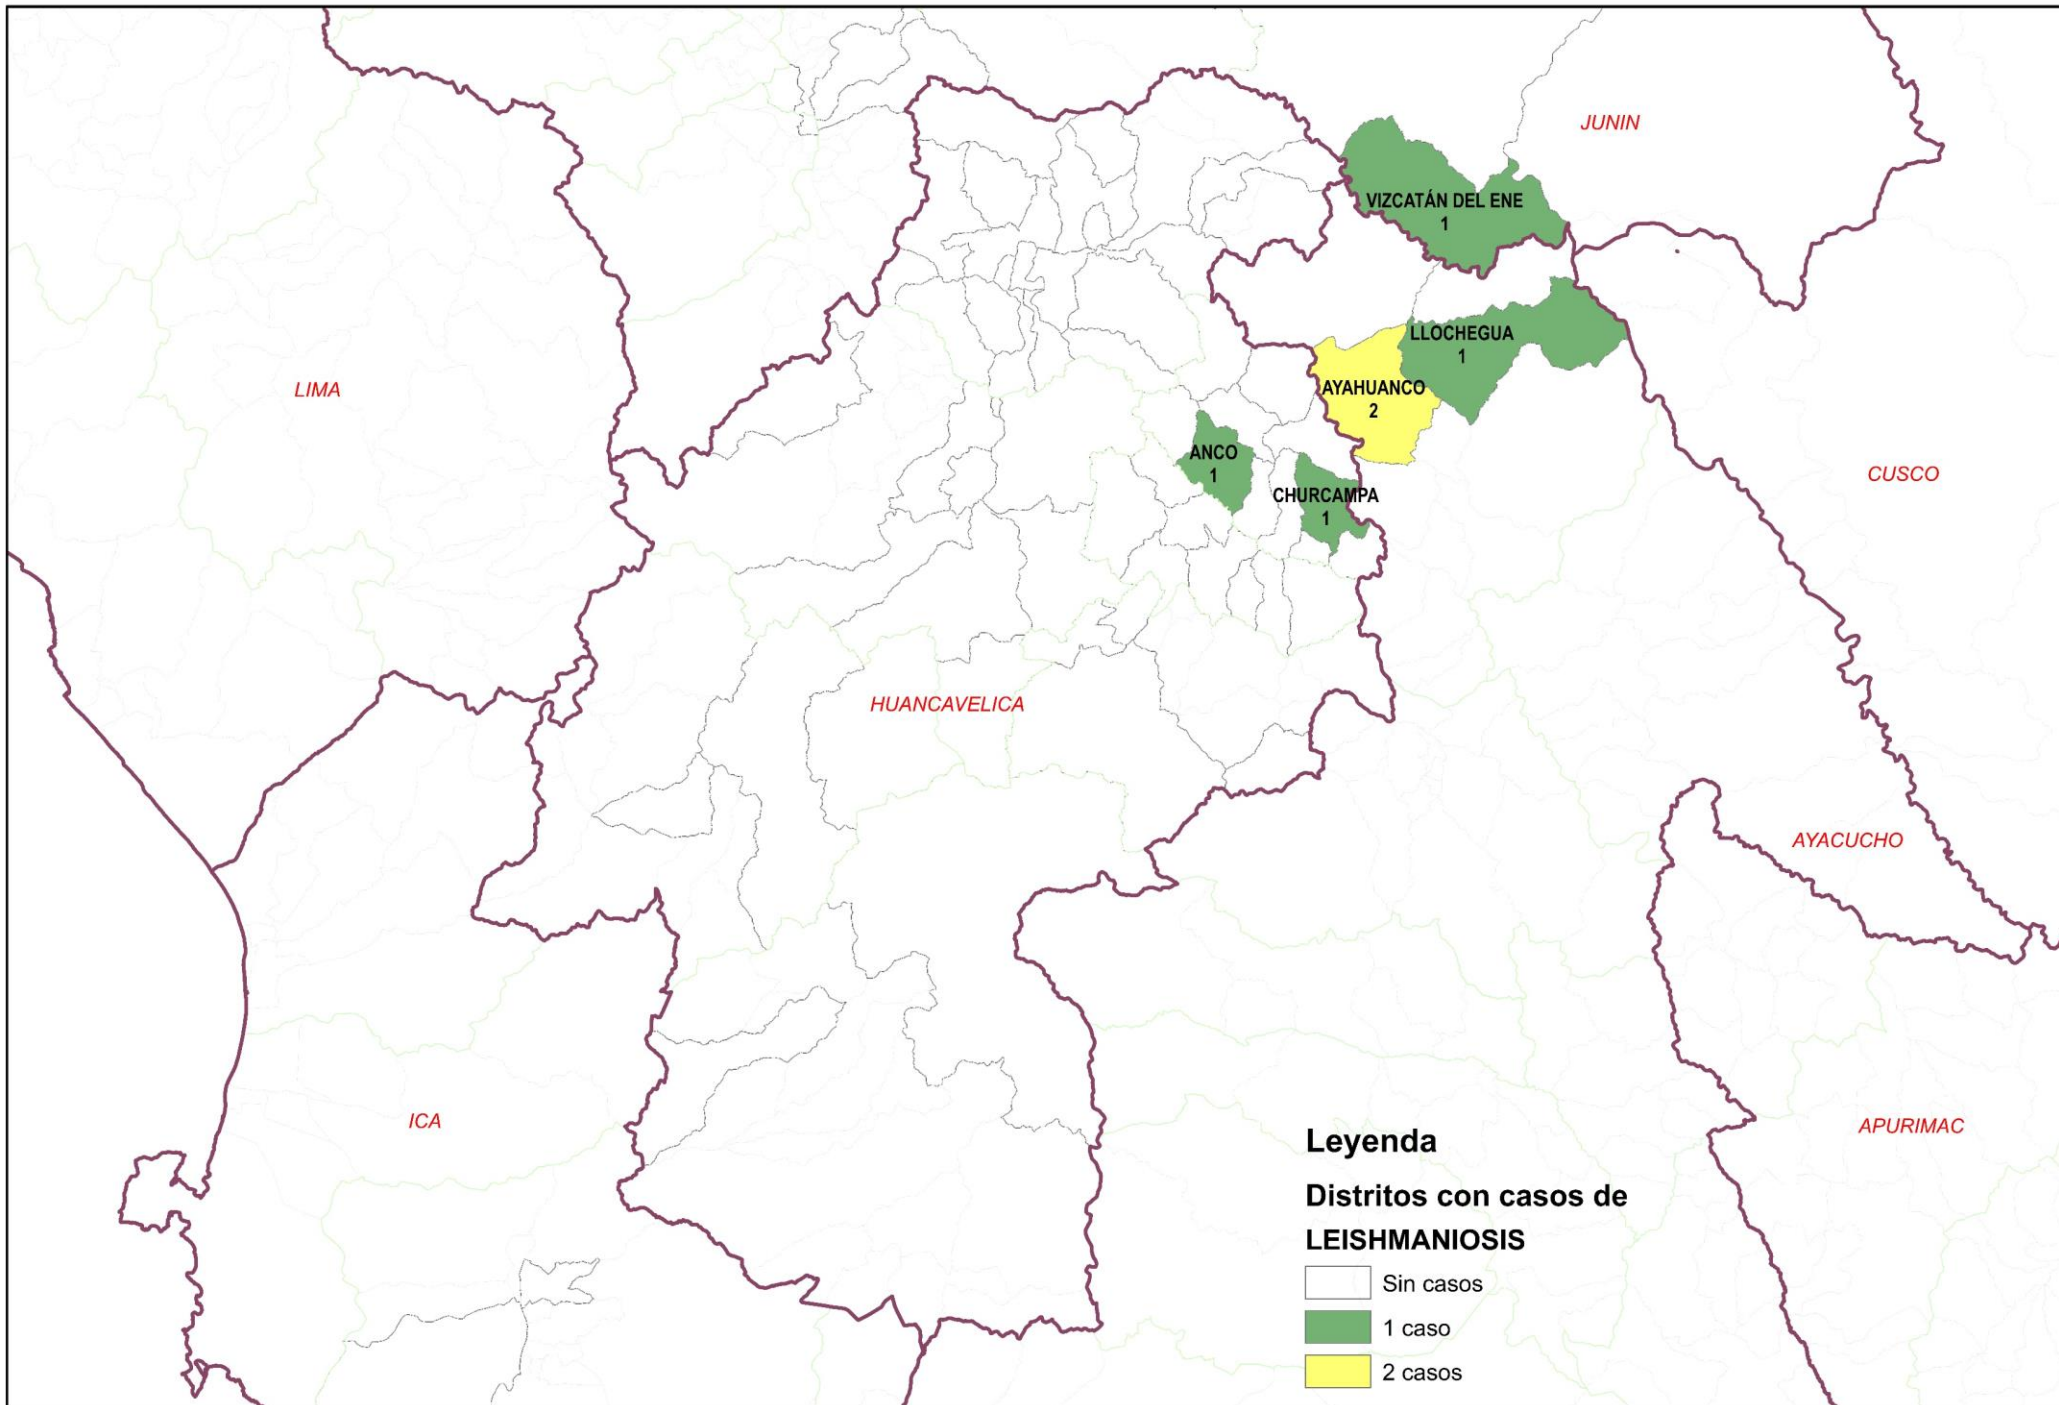 JUNIN
VIZCATÁN DEL ENE
1
LLOCHEGUA
1
LIMA
AYAHUANCO
2
ANCO
1
CUSCO
CHURCAMPA
1
HUANCAVELICA
AYACUCHO
ICA
APURIMAC
Leyenda
Distritos con casos de
LEISHMANIOSIS
Sin casos
1 caso
2 casos